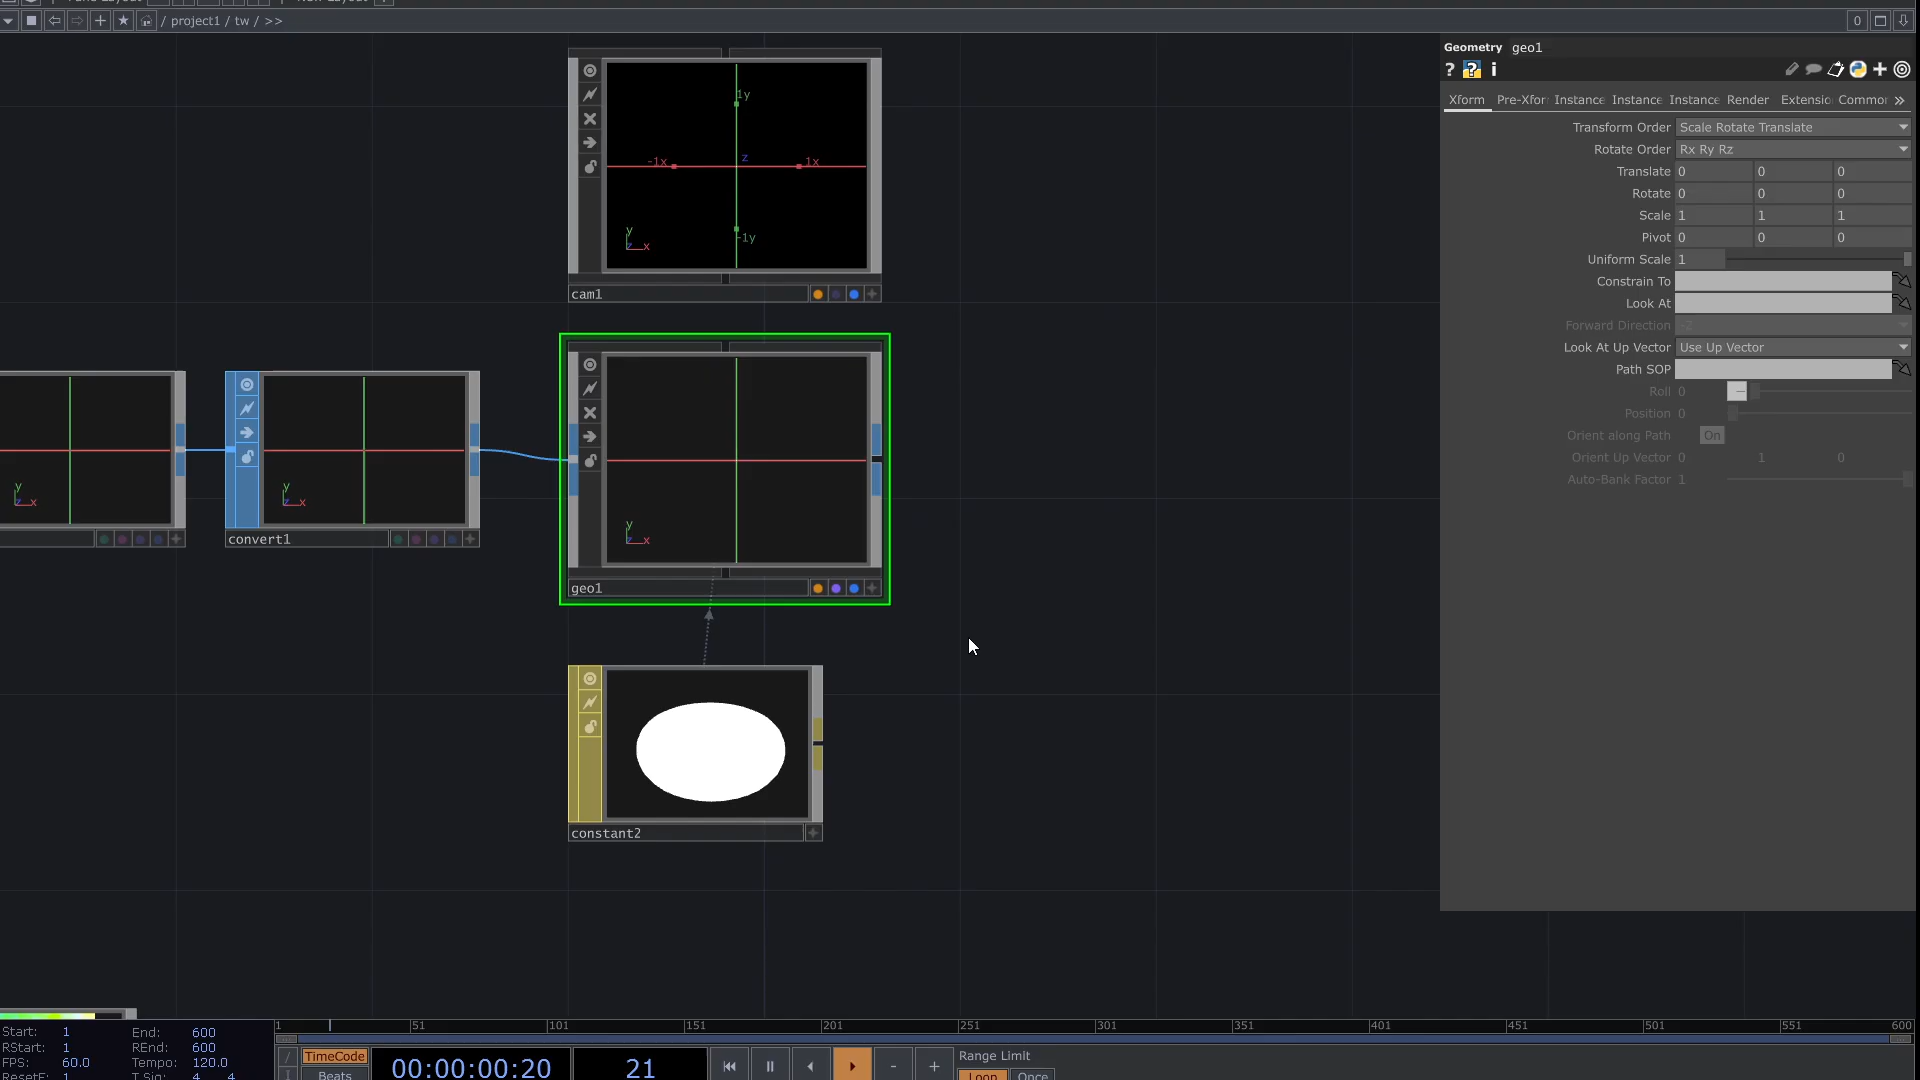 / project1 / tw / >>
0
Geometry geo1
? ? i
Xform Pre-Xfor Instance Instance Instance Render Extensio Commor »
Transform Order Scale Rotate Translate
Rotate Order Rx Ry Rz
Translate 0 0 0
Rotate 0 0 0
Scale 1 1 1
Pivot 0 0 0
Uniform Scale 1
Constrain To
Look At
Forward Direction -Z
Look At Up Vector Use Up Vector
Path SOP
Roll 0
Position 0
Orient along Path On
Orient Up Vector 0 1 0
Auto-Bank Factor 1
1y
-1x z 1x
-1y
y
x
cam1
y
x
y
x
convert1
y
x
geo1
constant2
1 51 101 151 201 251 301 351 401 451 501 551 600
Start: 1 End: 600
RStart: 1 REnd: 600
FPS: 60.0 Tempo: 120.0
ResetF: 1 T Sig: 4 4
TimeCode
Beats
00:00:00:20
21
- +
Range Limit
Loop Once